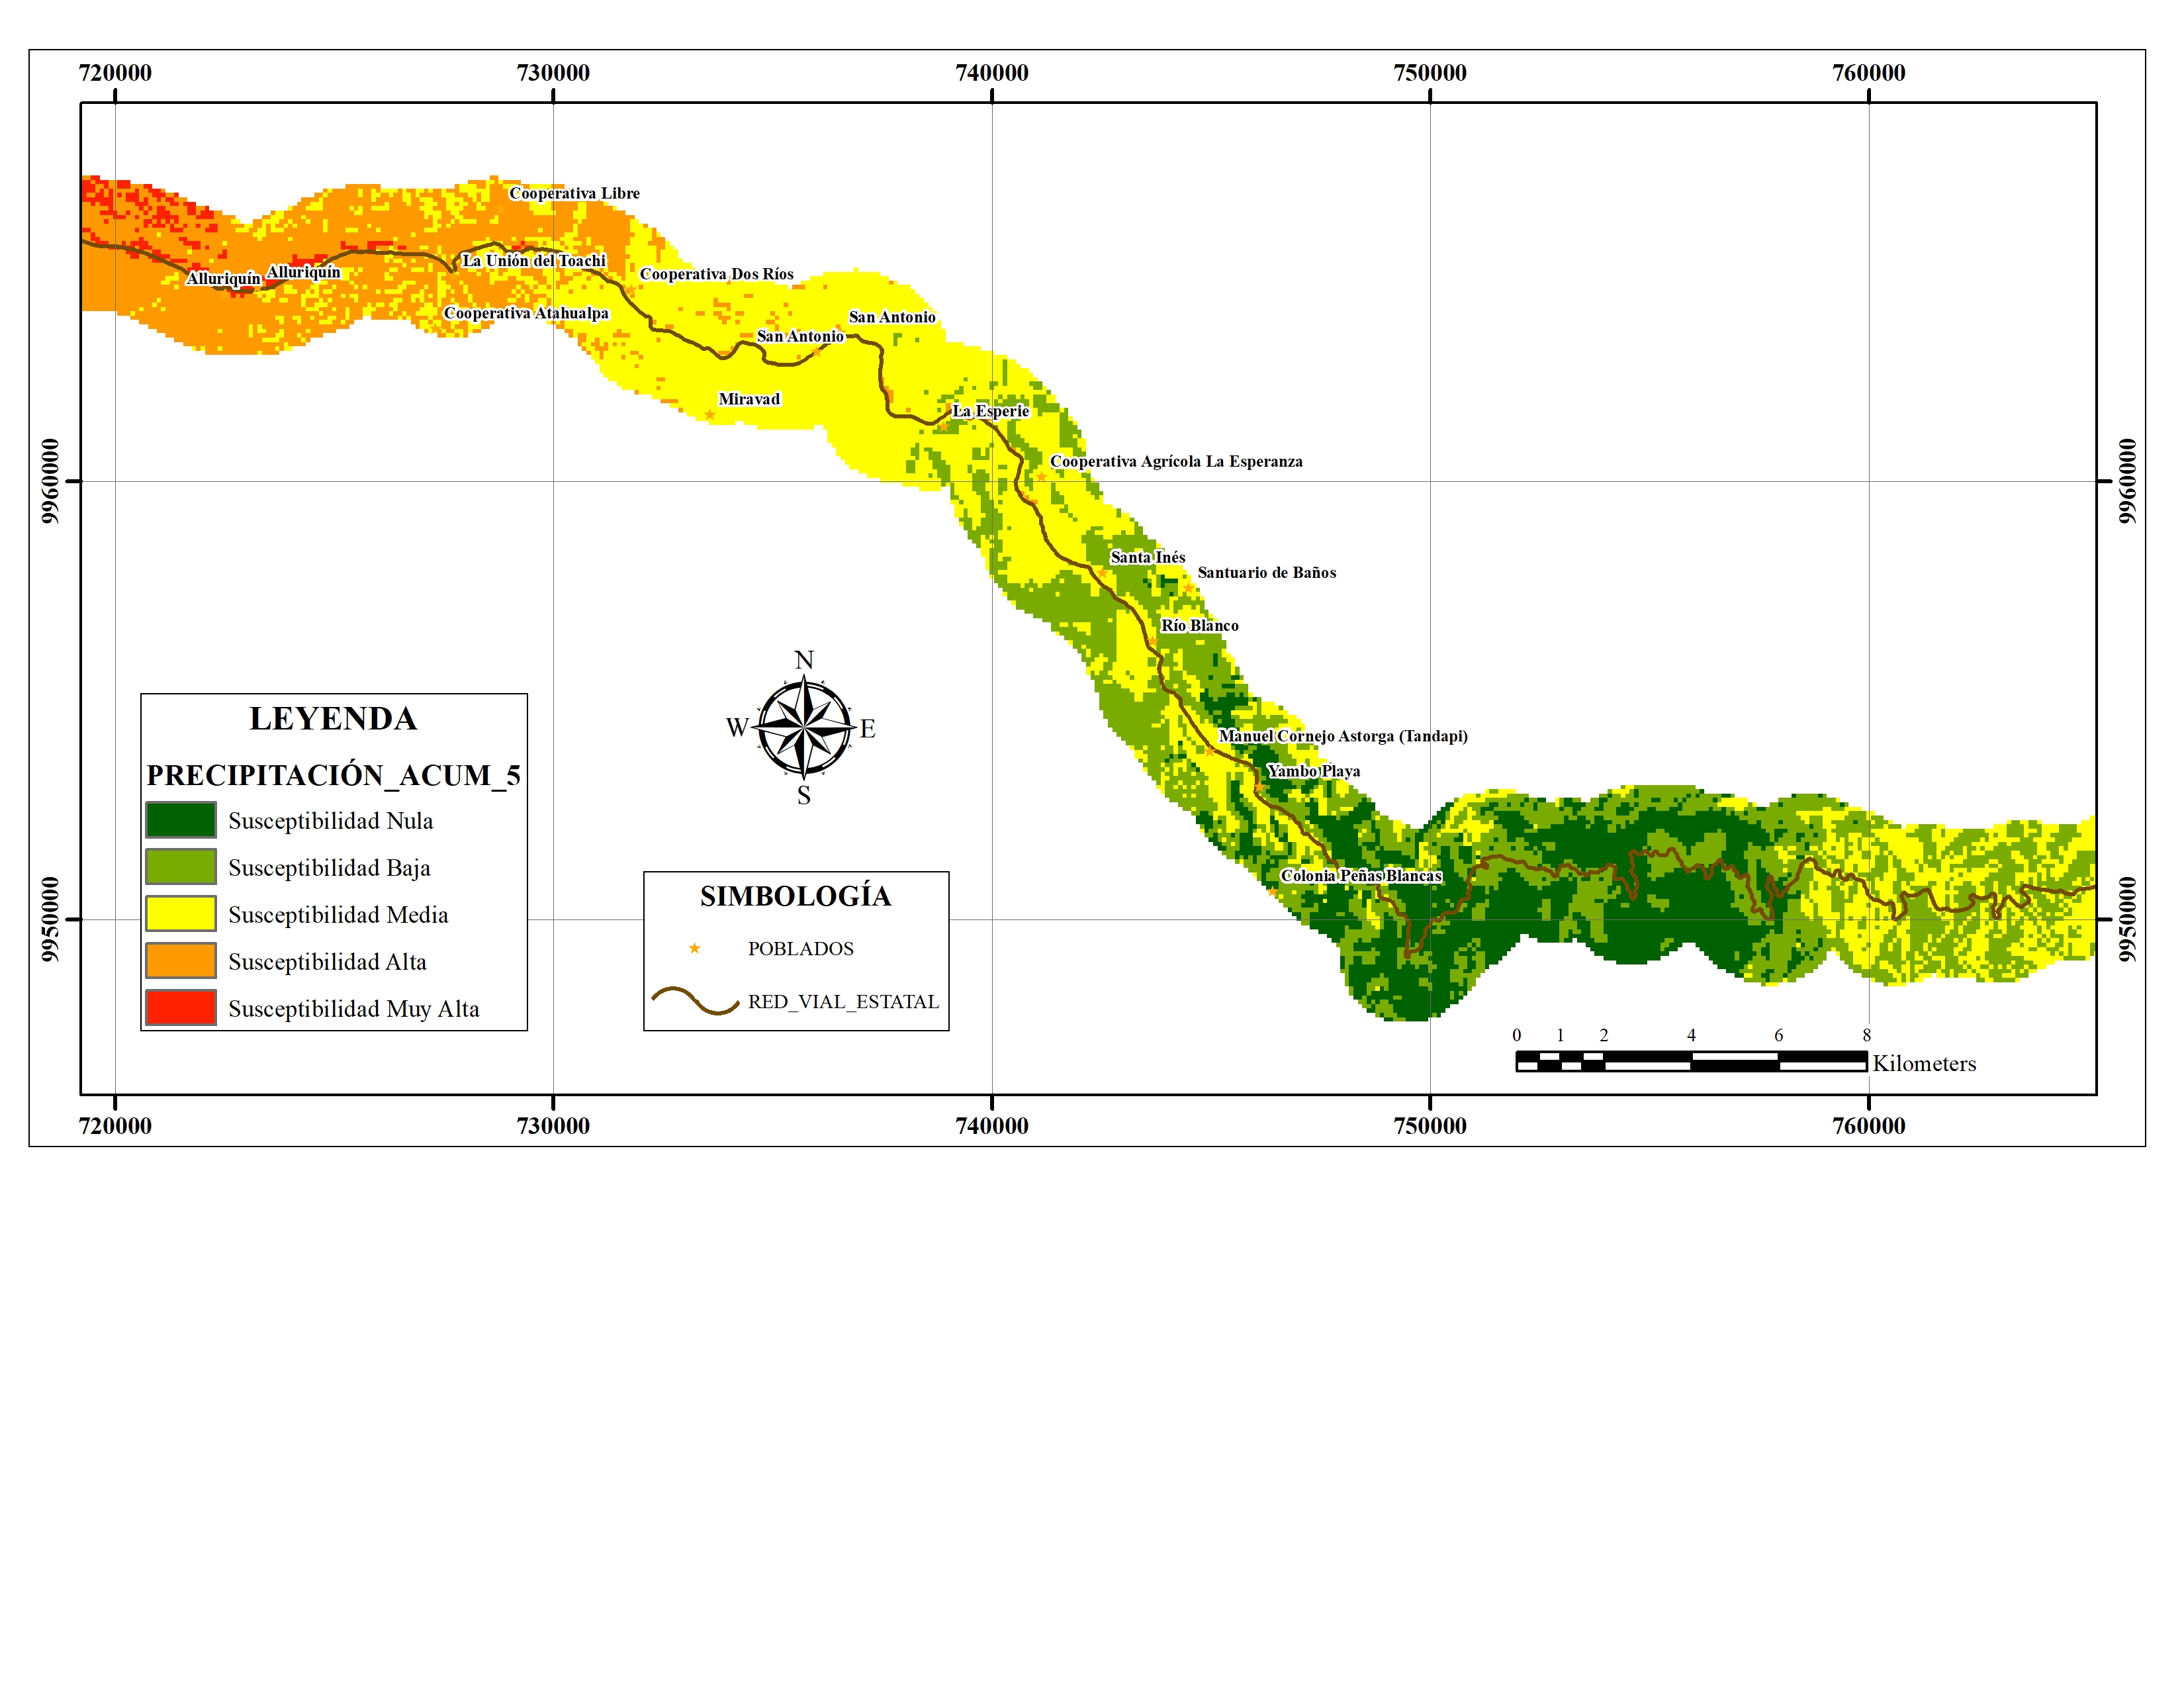 720000 730000 740000 750000 760000
Cooperativa Libre
La Unión del Toachi
Alluriquín
Alluriquín
Cooperativa Dos Ríos
Cooperativa Atahualpa
San Antonio
San Antonio
Miravad
La Esperie
Cooperativa Agrícola La Esperanza
9960000
9960000
Santa Inés
Santuario de Baños
Río Blanco
Manuel Cornejo Astorga (Tandapi)
Yambo Playa
Colonia Peñas Blancas
9950000
9950000
N
W E
S
LEYENDA
PRECIPITACIÓN_ACUM_5
Susceptibilidad Nula
Susceptibilidad Baja
Susceptibilidad Media
Susceptibilidad Alta
Susceptibilidad Muy Alta
SIMBOLOGÍA
POBLADOS
RED_VIAL_ESTATAL
0 1 2 4 6 8
Kilometers
720000 730000 740000 750000 760000